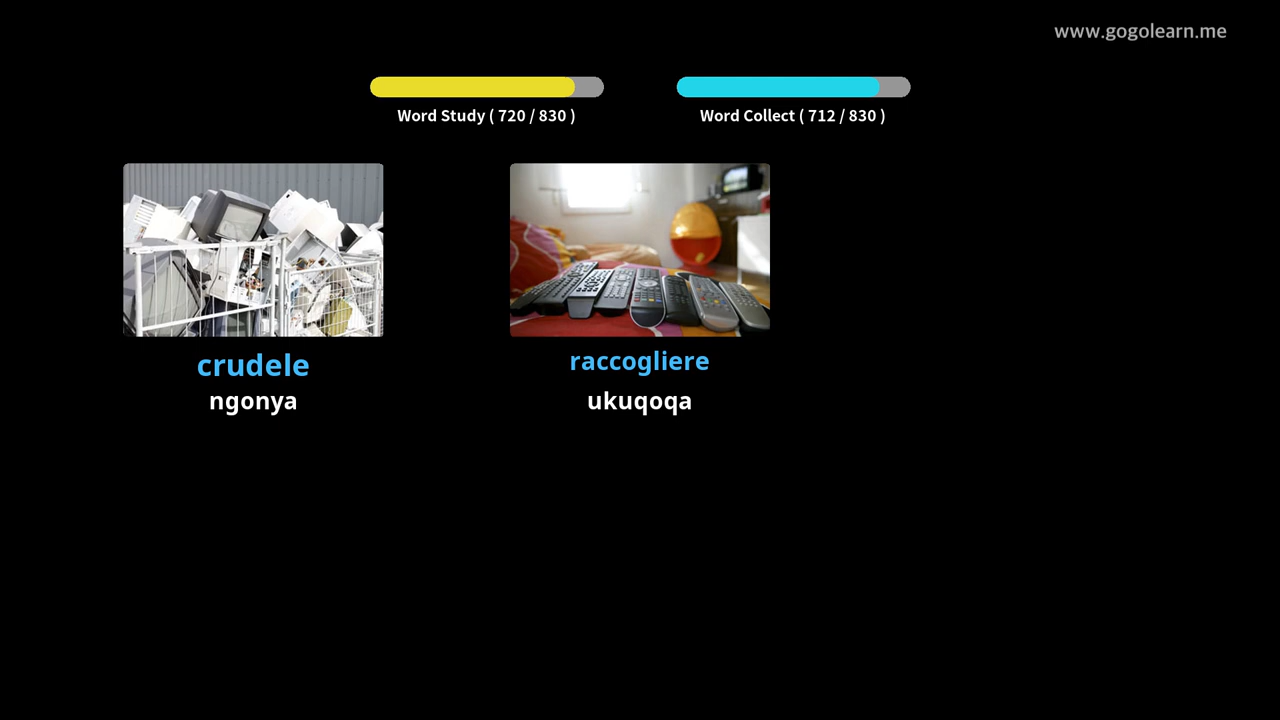 www.gogolearn.me
Word Study ( 720 / 830 )
Word Collect ( 712 / 830 )
crudele
ngonya
raccogliere
ukuqoqa